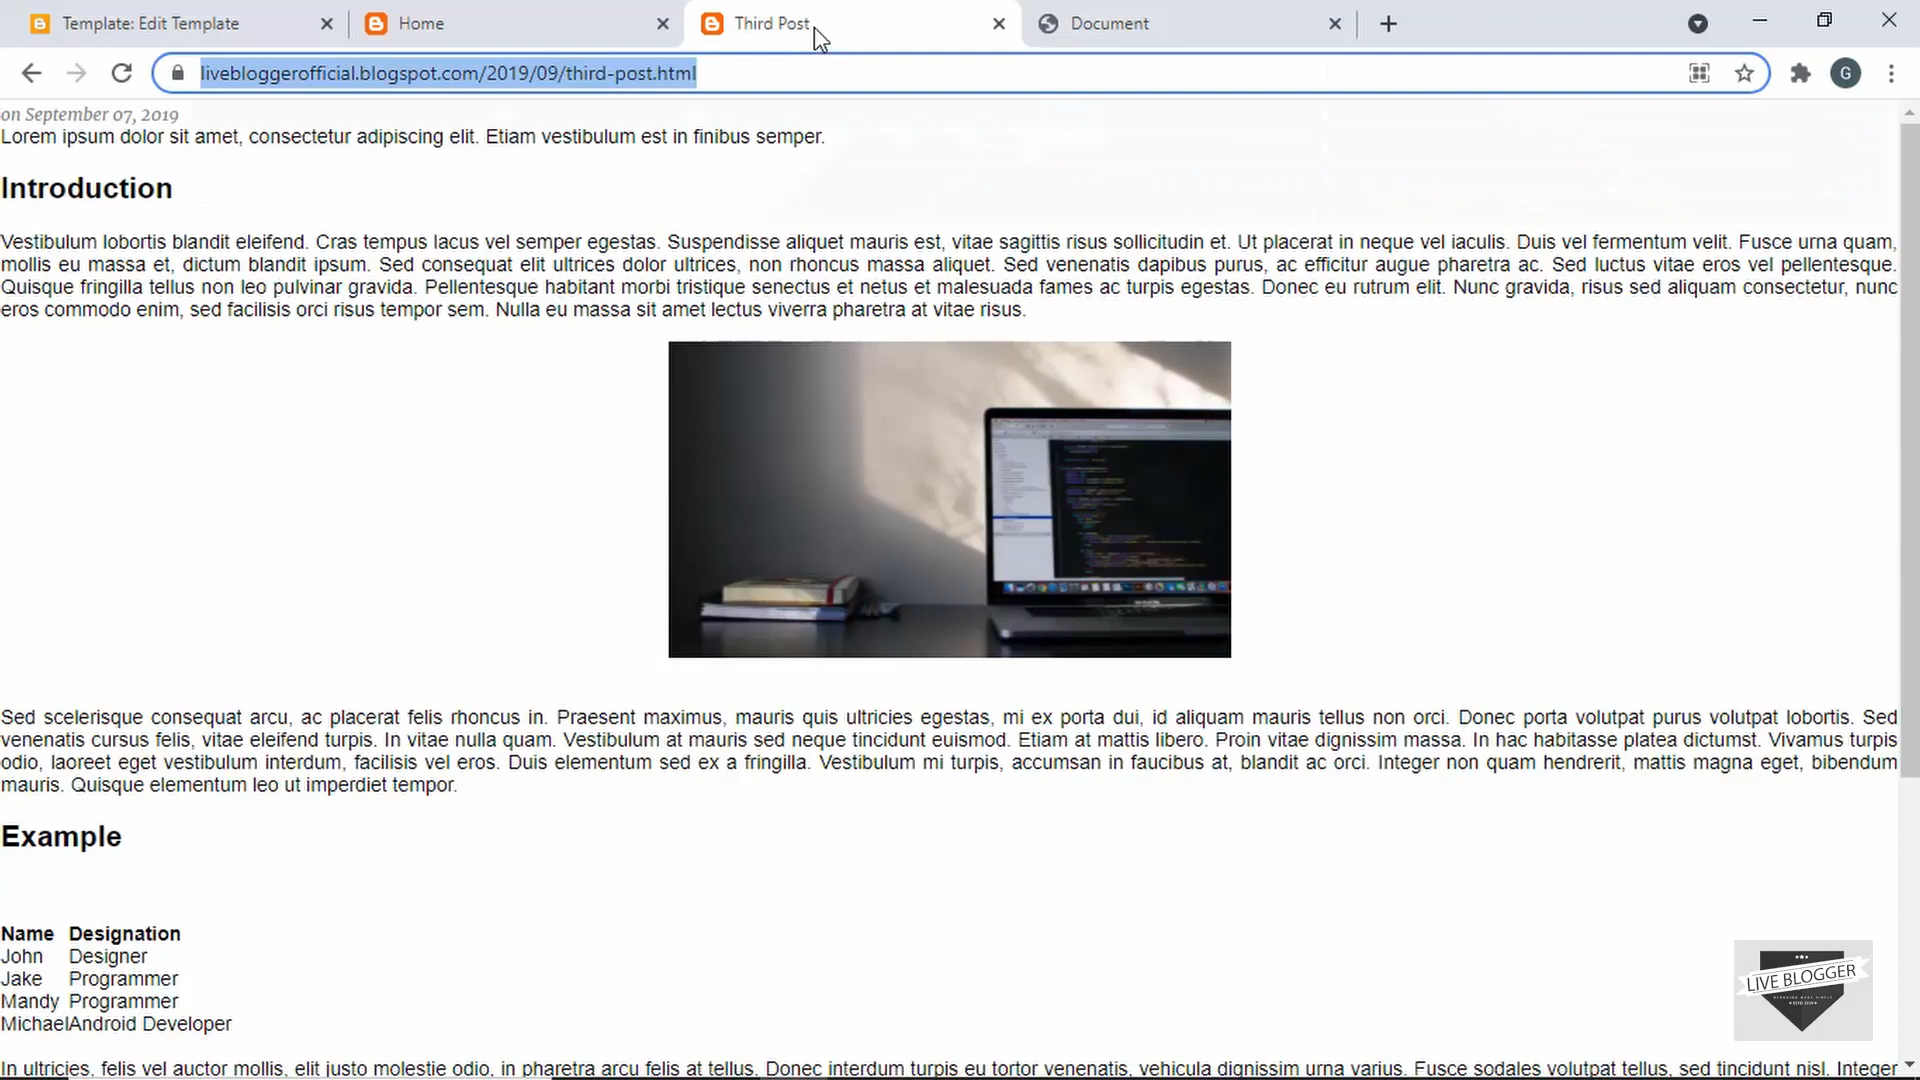 Template: Edit Template
Home
Third Post
Document
livebloggerofficial.blogspot.com/2019/09/third-post.html
G
on September 07, 2019
Lorem ipsum dolor sit amet, consectetur adipiscing elit. Etiam vestibulum est in finibus semper.
Introduction
Vestibulum lobortis blandit eleifend. Cras tempus lacus vel semper egestas. Suspendisse aliquet mauris est, vitae sagittis risus sollicitudin et. Ut placerat in neque vel iaculis. Duis vel fermentum velit. Fusce urna quam,
mollis eu massa et, dictum blandit ipsum. Sed consequat elit ultrices dolor ultrices, non rhoncus massa aliquet. Sed venenatis dapibus purus, ac efficitur augue pharetra ac. Sed luctus vitae eros vel pellentesque.
Quisque fringilla tellus non leo pulvinar gravida. Pellentesque habitant morbi tristique senectus et netus et malesuada fames ac turpis egestas. Donec eu rutrum elit. Nunc gravida, risus sed aliquam consectetur, nunc
eros commodo enim, sed facilisis orci risus tempor sem. Nulla eu massa sit amet lectus viverra pharetra at vitae risus.
Sed scelerisque consequat arcu, ac placerat felis rhoncus in. Praesent maximus, mauris quis ultricies egestas, mi ex porta dui, id aliquam mauris tellus non orci. Donec porta volutpat purus volutpat lobortis. Sed
venenatis cursus felis, vitae eleifend turpis. In vitae nulla quam. Vestibulum at mauris sed neque tincidunt euismod. Etiam at mattis libero. Proin vitae dignissim massa. In hac habitasse platea dictumst. Vivamus turpis
odio, laoreet eget vestibulum interdum, facilisis vel eros. Duis elementum sed ex a fringilla. Vestibulum mi turpis, accumsan in faucibus at, blandit ac orci. Integer non quam hendrerit, mattis magna eget, bibendum
mauris. Quisque elementum leo ut imperdiet tempor.
Example
Name Designation
John Designer
Jake Programmer
Mandy Programmer
Michael Android Developer
LIVE BLOGGER
In ultricies, felis vel auctor mollis, elit justo molestie odio, in pharetra arcu felis at tellus. Donec interdum turpis eu tortor venenatis, vehicula dignissim urna varius. Fusce sodales volutpat tellus, sed tincidunt nisl. Integer